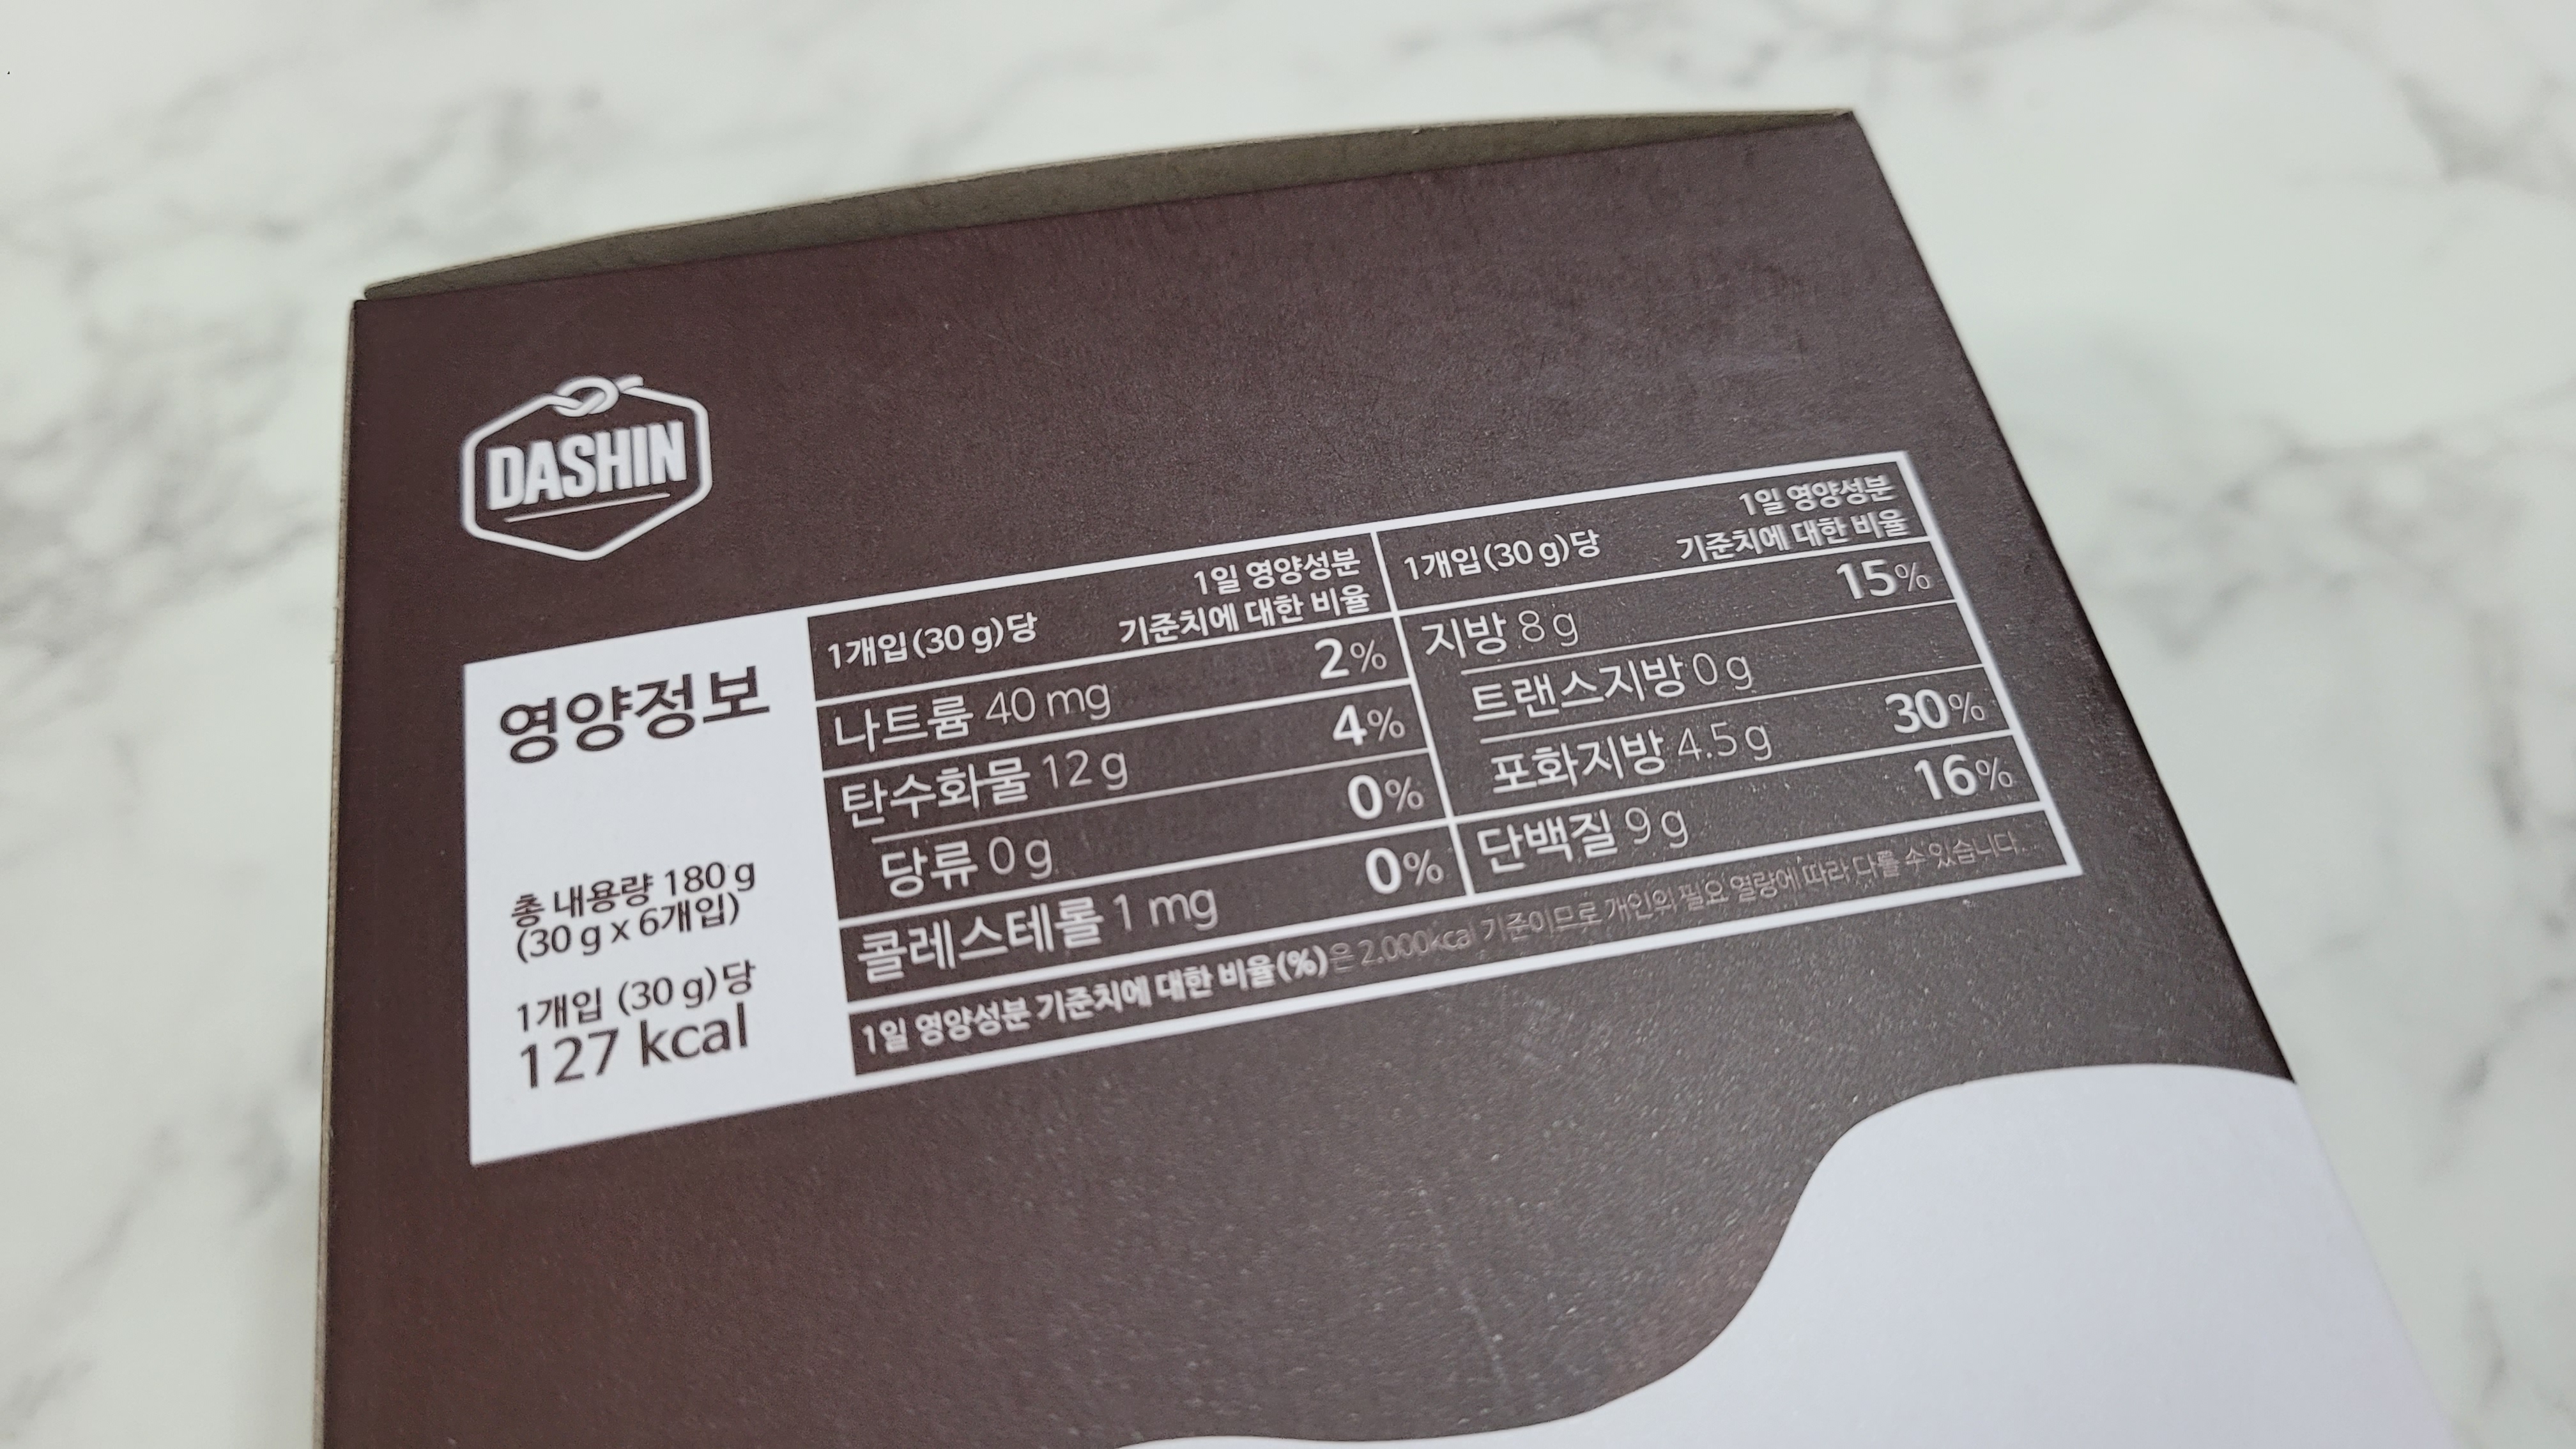 DASHIN
영양정보
총 내용량 180 g
(30 g x 6개입)
1개입 (30 g)당
127 kcal
1개입(30 g)당 1일 영양성분
기준치에 대한 비율
나트륨 40 mg 2%
탄수화물 12 g 4%
당류 0 g 0%
콜레스테롤 1 mg 0%
1개입(30 g)당 1일 영양성분
기준치에 대한 비율
지방 8 g 15%
트랜스지방 0 g
포화지방 4.5 g 30%
단백질 9 g 16%
1일 영양성분 기준치에 대한 비율(%)은 2,000kcal 기준이므로 개인의 필요 열량에 따라 다를 수 있습니다.